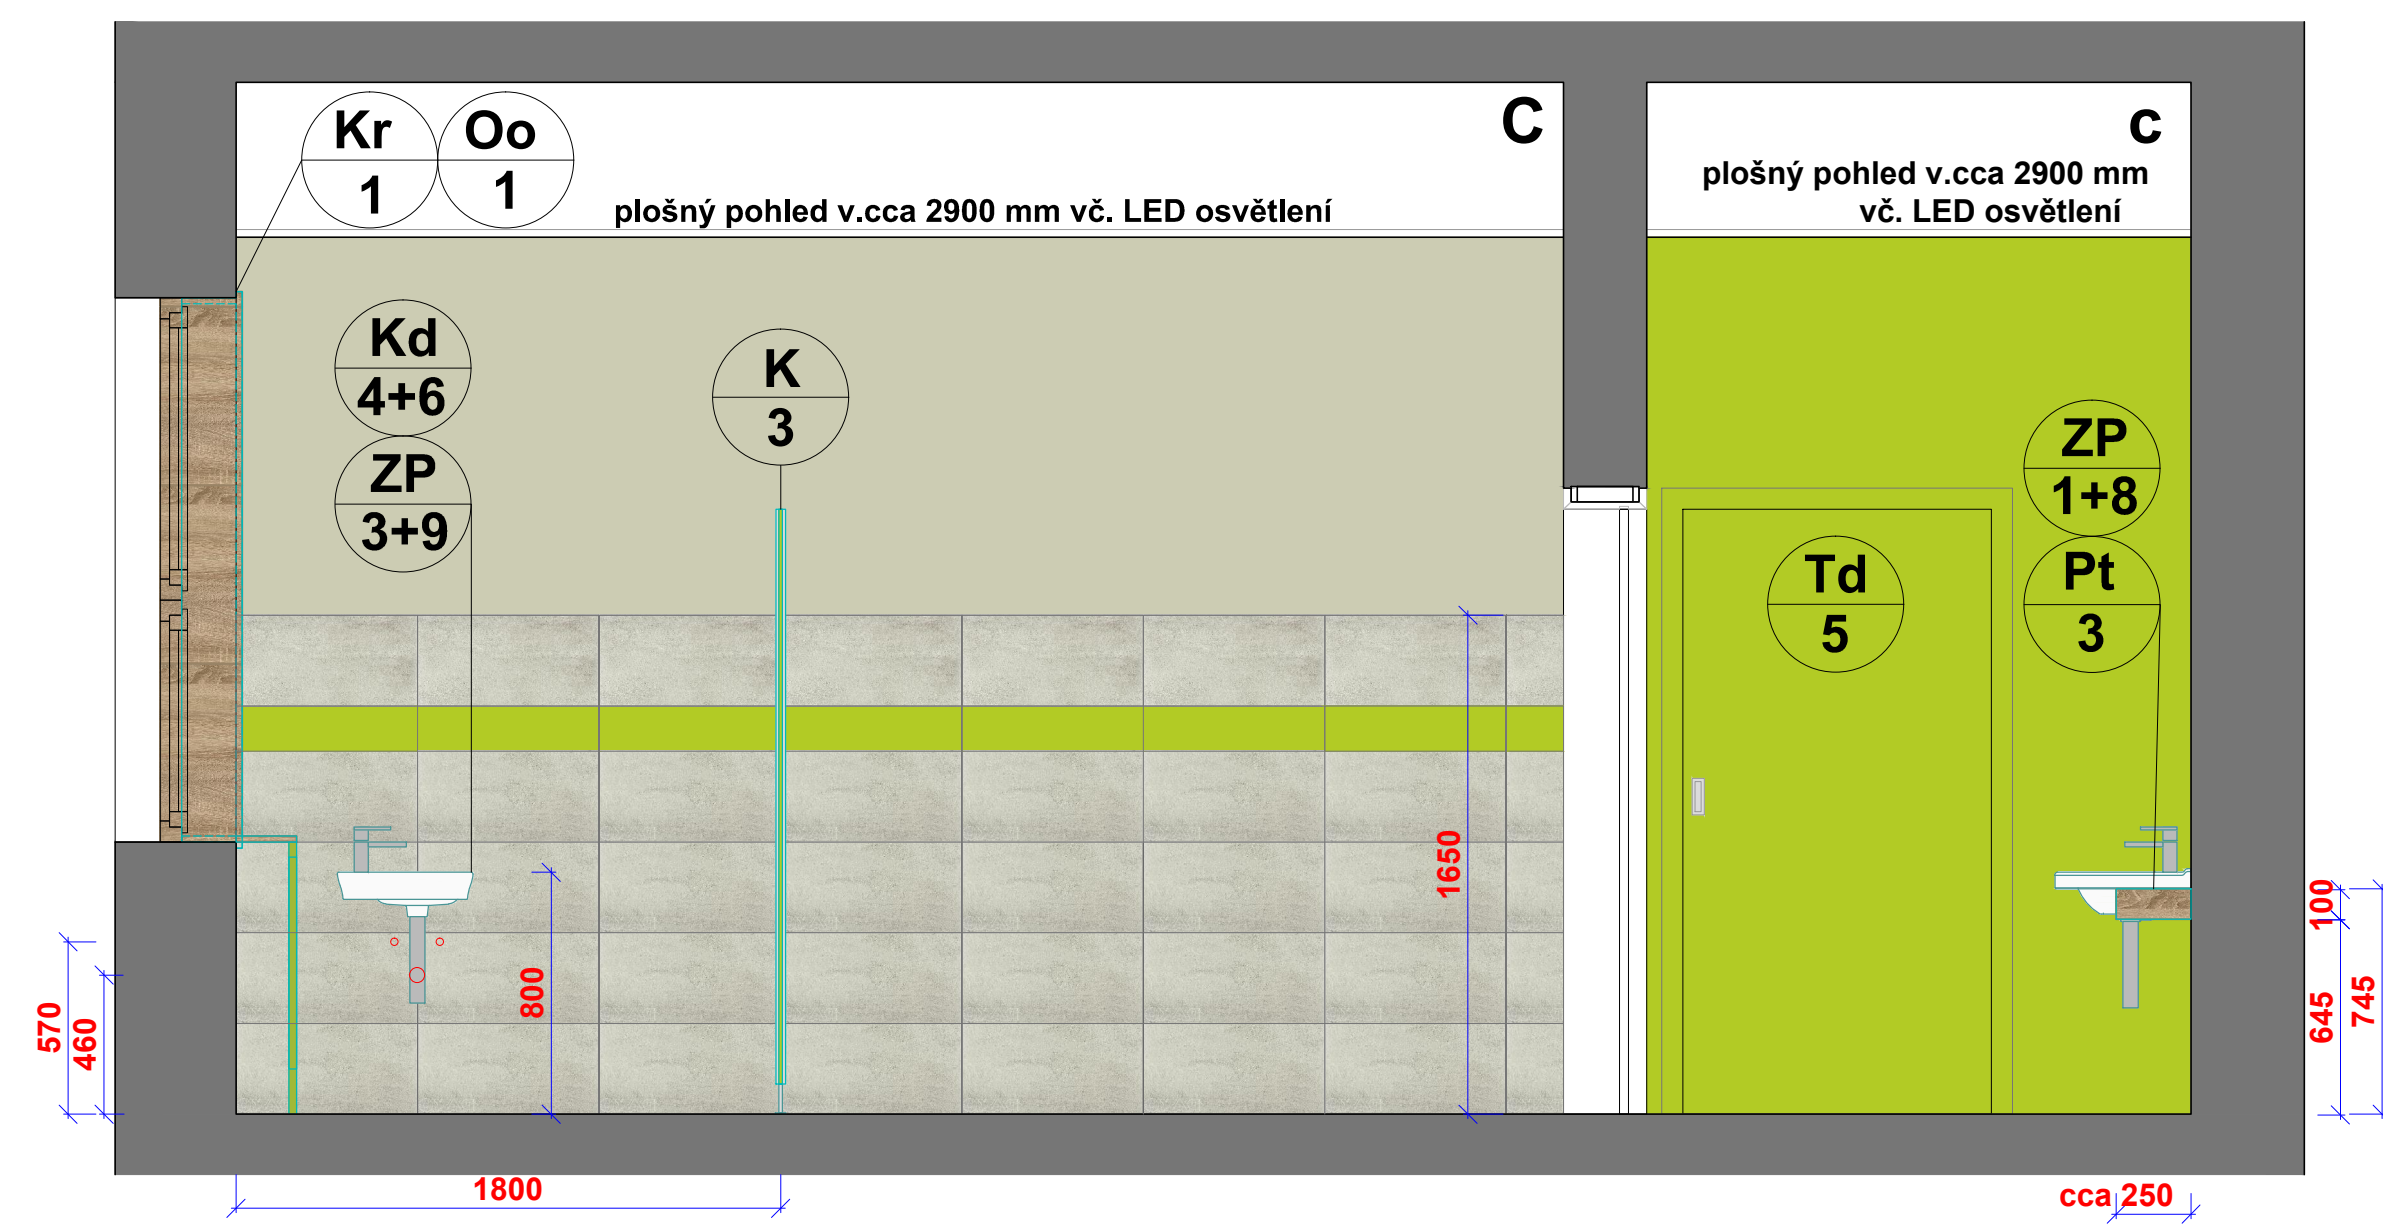 Kr
1
Oo
1
C
plošný pohled v.cca 2900 mm vč. LED osvětlení
c
plošný pohled v.cca 2900 mm
vč. LED osvětlení
Kd
4+6
ZP
3+9
K
3
ZP
1+8
Td
5
Pt
3
1650
800
570
460
100
645
745
1800
cca 250